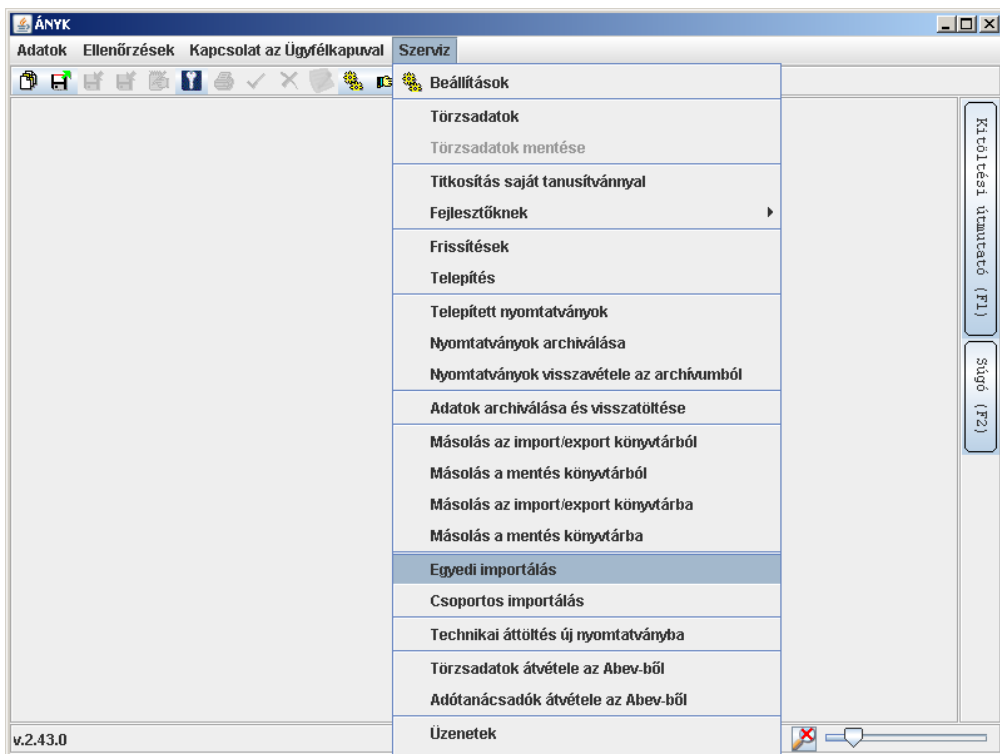 ÁNYK
Adatok Ellenőrzések Kapcsolat az Ügyfélkapuval Szerviz
Beállítások
Törzsadatok
Törzsadatok mentése
Titkosítás saját tanusítvánnyal
Fejlesztőknek
Frissítések
Telepítés
Telepített nyomtatványok
Nyomtatványok archiválása
Nyomtatványok visszavétele az archívumból
Adatok archiválása és visszatöltése
Másolás az import/export könyvtárból
Másolás a mentés könyvtárból
Másolás az import/export könyvtárba
Másolás a mentés könyvtárba
Egyedi importálás
Csoportos importálás
Technikai áttöltés új nyomtatványba
Törzsadatok átvétele az Abev-ből
Adótanácsadók átvétele az Abev-ből
Üzenetek
Kitöltési útmutató (F1)
Súgó (F2)
v.2.43.0